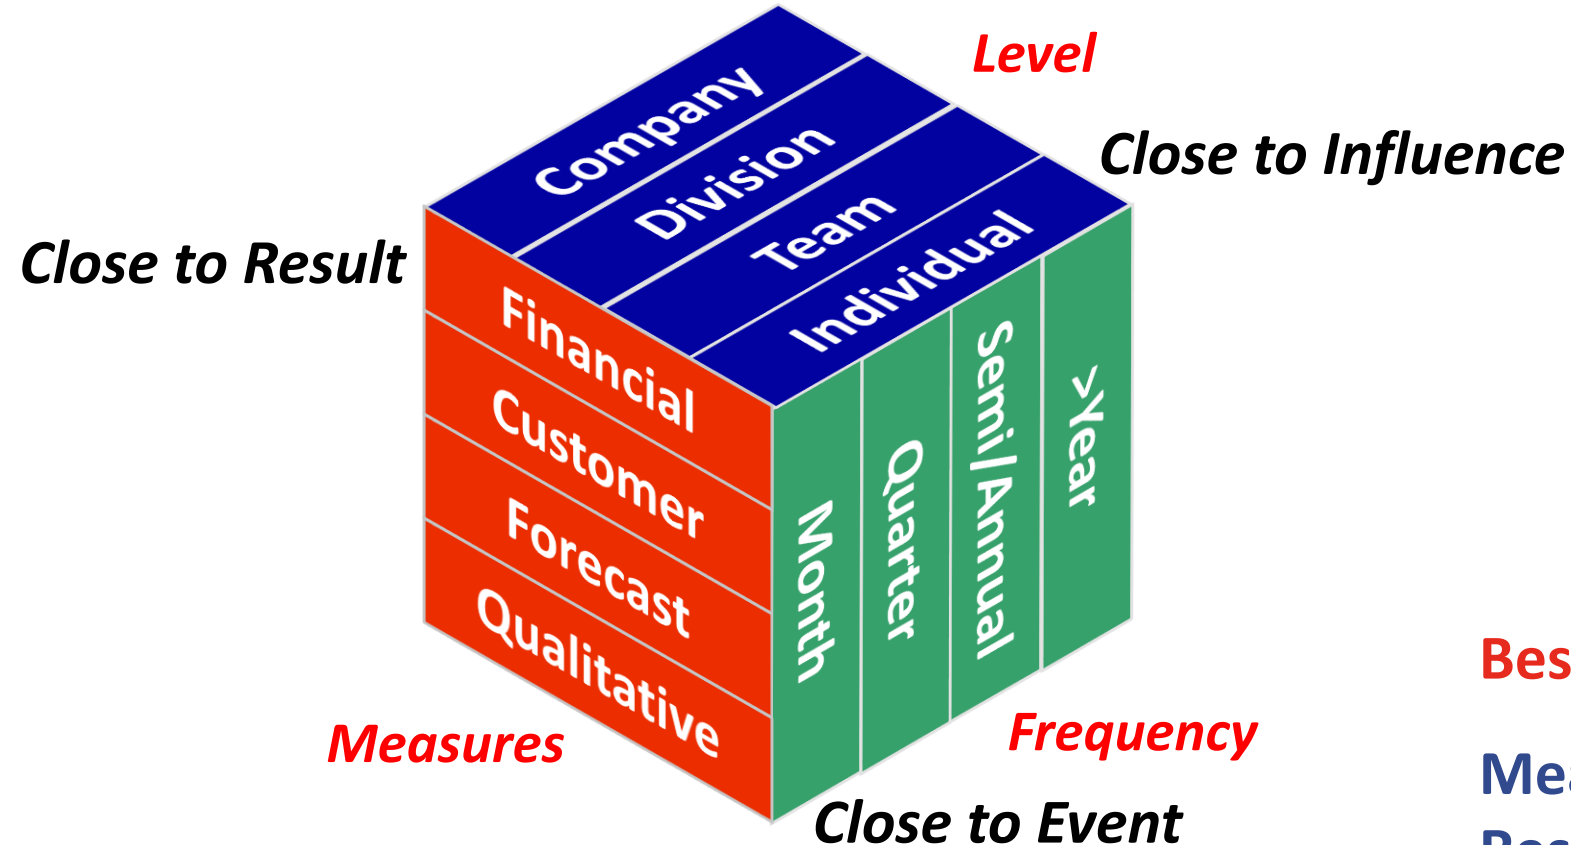 Level
Company
Close to Influence
Division
Team
Individual
Close to Result
Financial
Customer
Forecast
Qualitative
Month
Quarter
Semi/Annual
>Year
Measures
Frequency
Close to Event